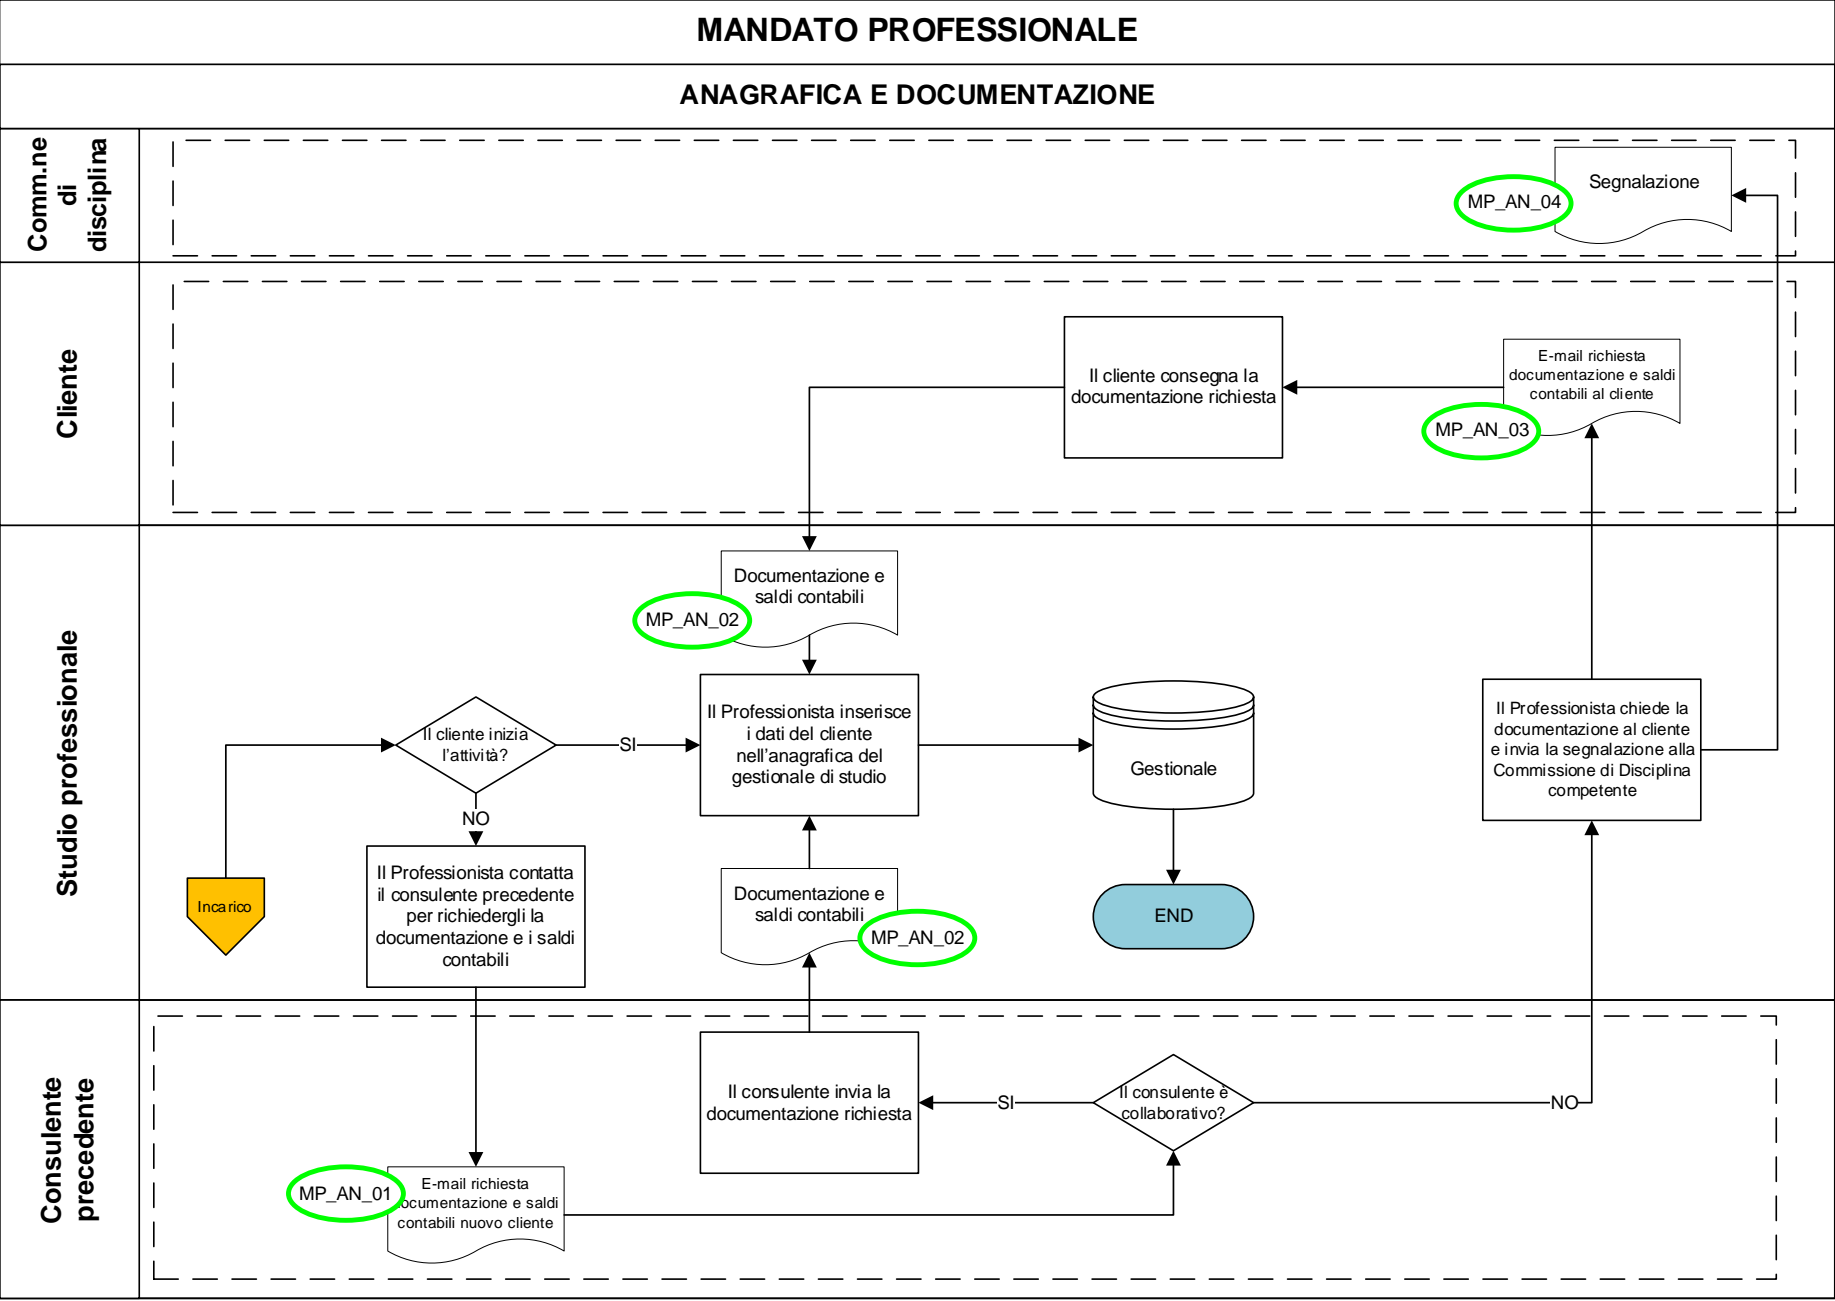 MANDATO PROFESSIONALE
ANAGRAFICA E DOCUMENTAZIONE
Comm.ne
di
disciplina
Segnalazione
MP_AN_04
Cliente
Il cliente consegna la
documentazione richiesta
E-mail richiesta
documentazione e saldi
contabili al cliente
MP_AN_03
Studio professionale
Documentazione e
saldi contabili
MP_AN_02
Il cliente inizia
l'attività?
SI
NO
Il Professionista inserisce
i dati del cliente
nell'anagrafica del
gestionale di studio
Gestionale
Il Professionista chiede la
documentazione al cliente
e invia la segnalazione alla
Commissione di Disciplina
competente
Incarico
Il Professionista contatta
il consulente precedente
per richiedergli la
documentazione e i saldi
contabili
Documentazione e
saldi contabili
MP_AN_02
END
Consulente
precedente
Il consulente invia la
documentazione richiesta
SI
Il consulente è
collaborativo?
NO
MP_AN_01
E-mail richiesta
documentazione e saldi
contabili nuovo cliente